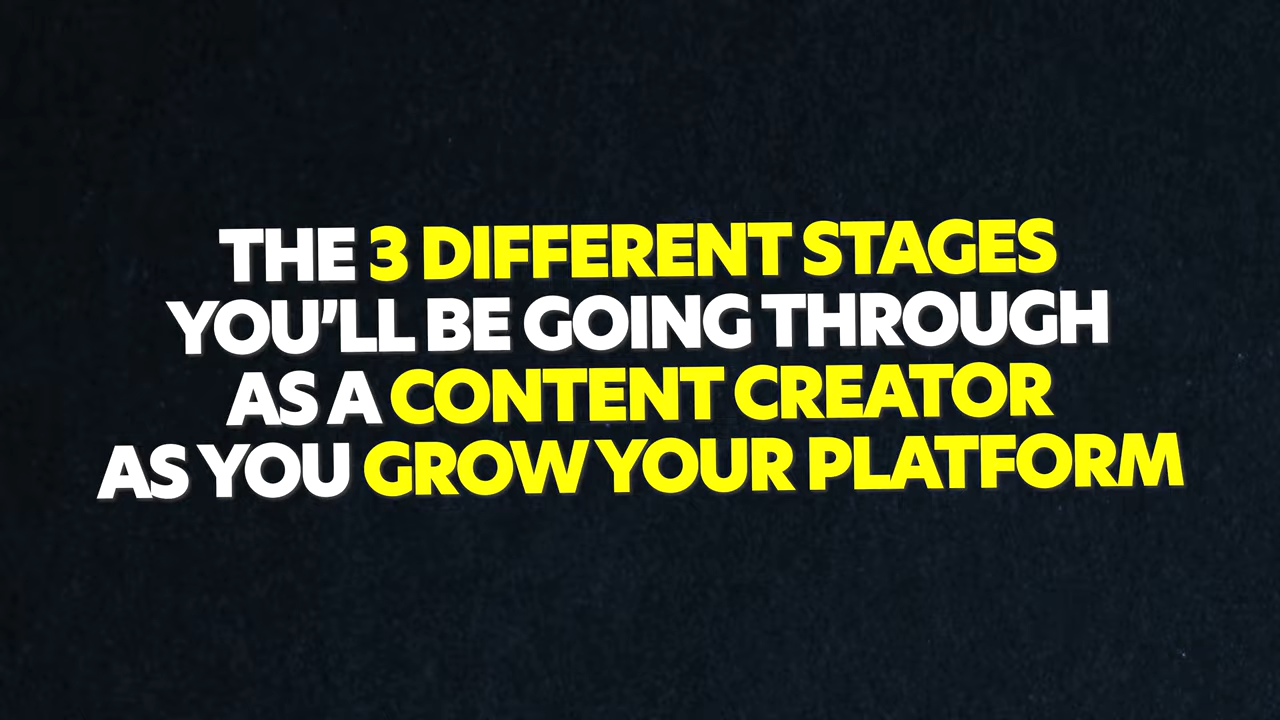 THE 3 DIFFERENT STAGES
YOU'LL BE GOING THROUGH
AS A CONTENT CREATOR
AS YOU GROW YOUR PLATFORM